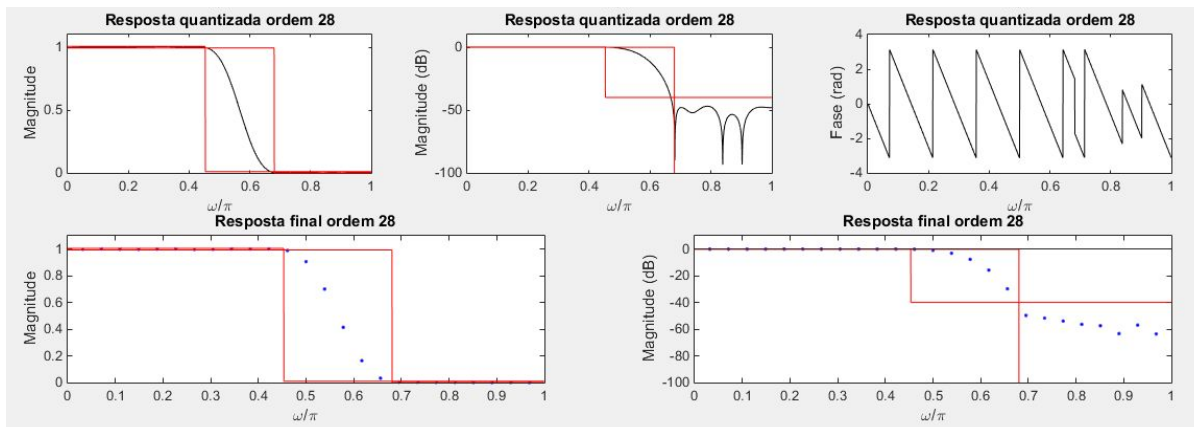 Resposta quantizada ordem 28
Magnitude
1
0.5
0
0 0.2 0.4 0.6 0.8 1
ω/π
Resposta quantizada ordem 28
Magnitude (dB)
0
-50
-100
0 0.2 0.4 0.6 0.8 1
ω/π
Resposta quantizada ordem 28
Fase (rad)
4
2
0
-2
-4
0 0.2 0.4 0.6 0.8 1
ω/π
Resposta final ordem 28
Magnitude
1
0.8
0.6
0.4
0.2
0
0 0.1 0.2 0.3 0.4 0.5 0.6 0.7 0.8 0.9 1
ω/π
Resposta final ordem 28
Magnitude (dB)
0
-20
-40
-60
-80
-100
0 0.1 0.2 0.3 0.4 0.5 0.6 0.7 0.8 0.9 1
ω/π